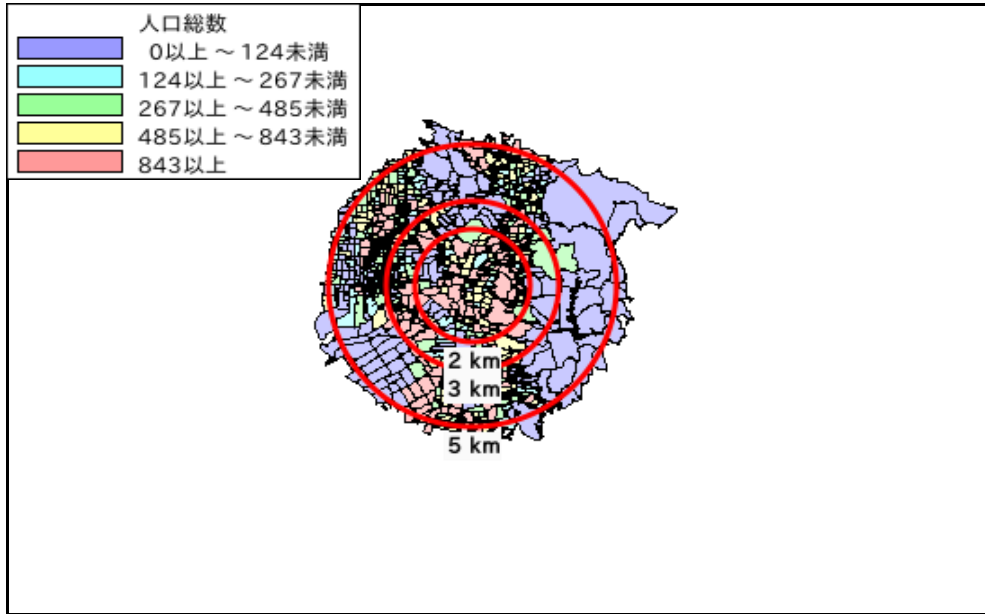 人口総数
0以上 ～ 124未満
124以上 ～ 267未満
267以上 ～ 485未満
485以上 ～ 843未満
843以上
2 km
3 km
5 km